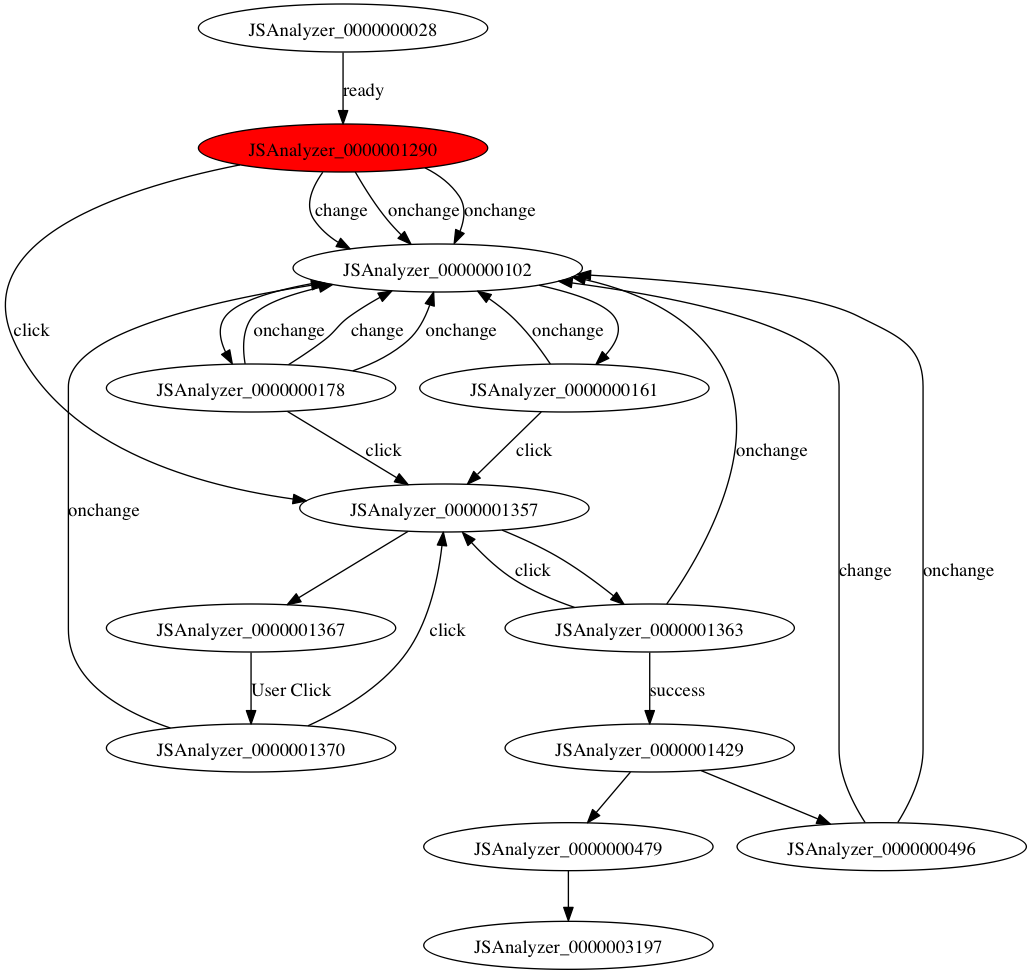 JSAnalyzer_0000000028
ready
JSAnalyzer_0000001290
change
onchange
onchange
JSAnalyzer_0000000102
click
onchange
change
onchange
onchange
JSAnalyzer_0000000178
JSAnalyzer_0000000161
click
click
onchange
JSAnalyzer_0000001357
onchange
click
change
onchange
JSAnalyzer_0000001367
click
JSAnalyzer_0000001363
User Click
success
JSAnalyzer_0000001370
JSAnalyzer_0000001429
JSAnalyzer_0000000479
JSAnalyzer_0000000496
JSAnalyzer_0000003197